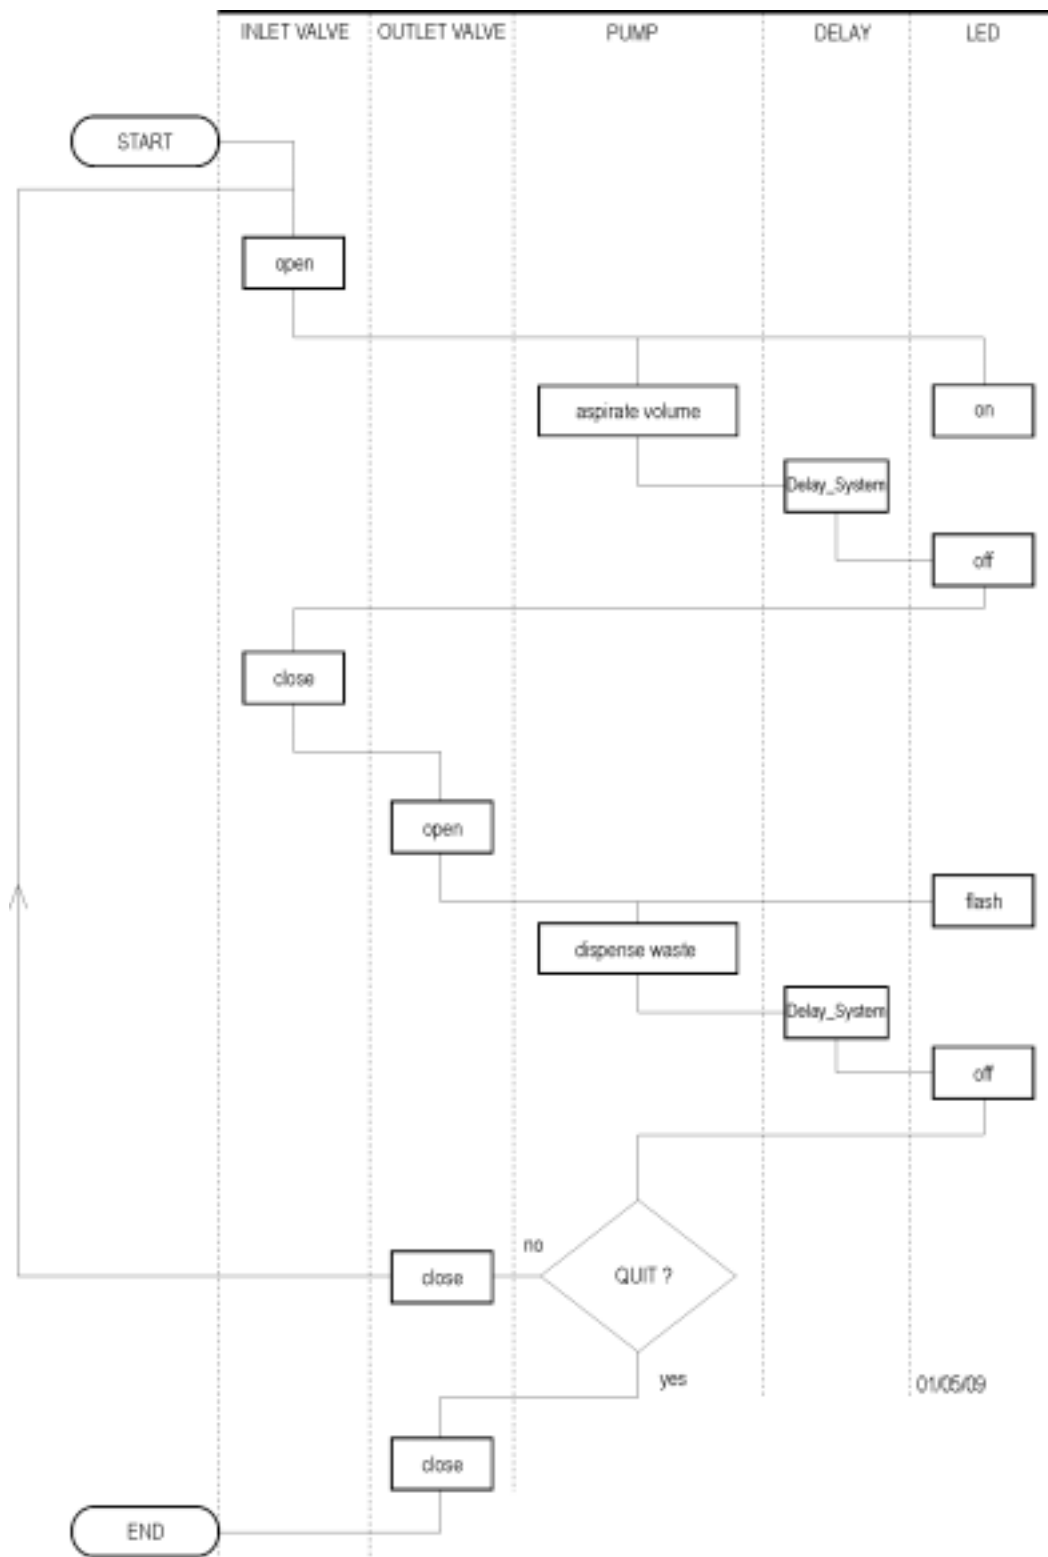 INLET VALVE OUTLET VALVE PUMP DELAY LED
START
open
aspirate volume on
Delay_System
off
close
open
flash
dispense waste
Delay_System
off
no
close QUIT ?
yes 01/05/09
close
END